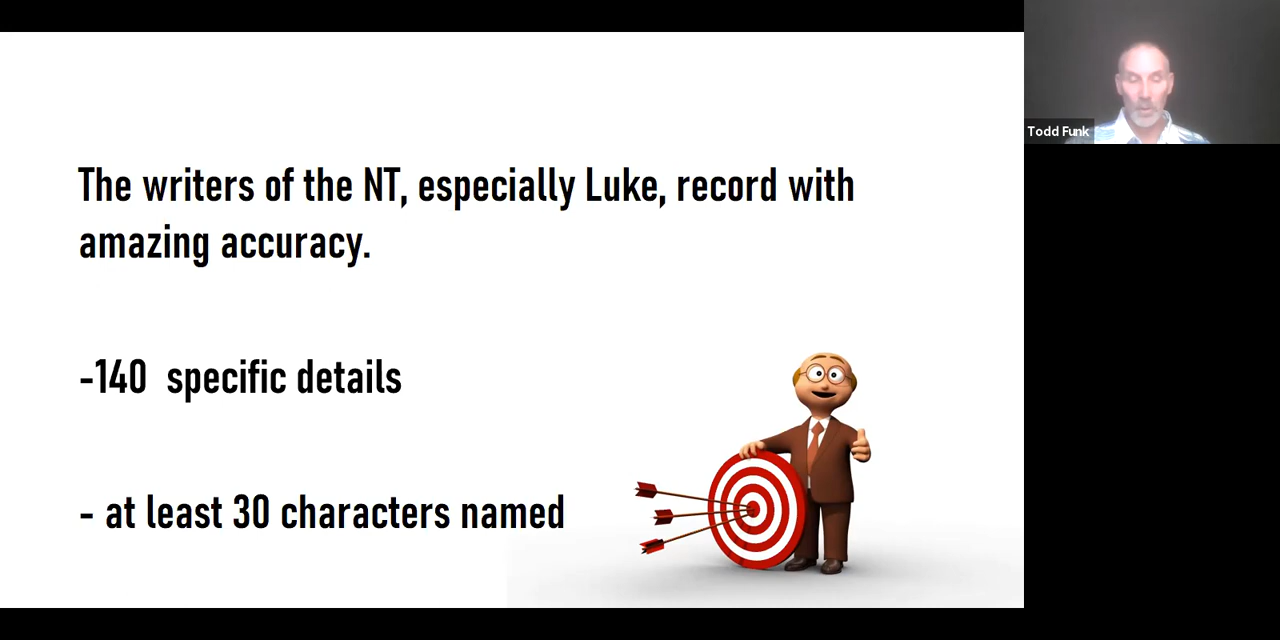 The writers of the NT, especially Luke, record with
amazing accuracy.
-140  specific details
- at least 30 characters named
Todd Funk